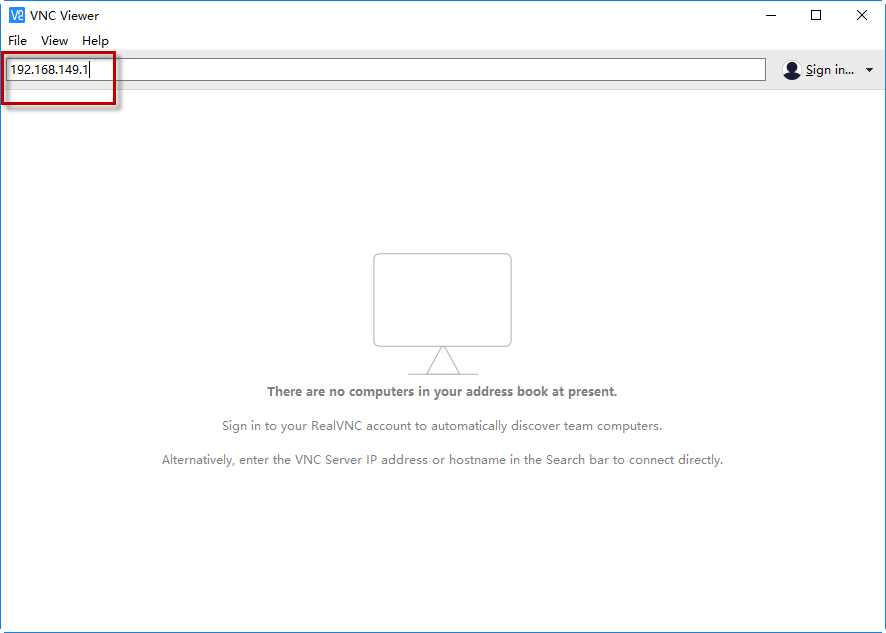 VNC Viewer
File View Help
192.168.149.1
Sign in...
There are no computers in your address book at present.
Sign in to your RealVNC account to automatically discover team computers.
Alternatively, enter the VNC Server IP address or hostname in the Search bar to connect directly.